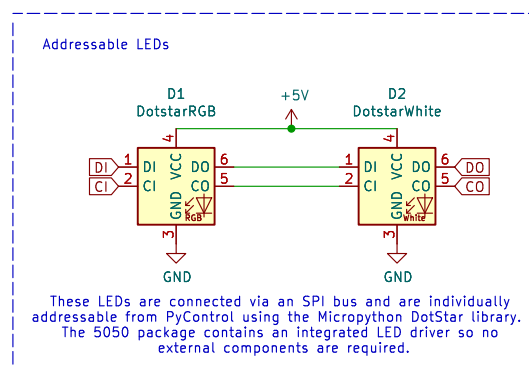 Addressable LEDs
D1
DotstarRGB
+5V
D2
DotstarWhite
4
4
DI
CI
1
2
DI
CI
VCC
GND
DO
CO
RGB
6
5
1
2
DI
CI
VCC
GND
DO
CO
White
6
5
DO
CO
3
3
GND
GND
These LEDs are connected via an SPI bus and are individually
addressable from PyControl using the Micropython DotStar library.
The 5050 package contains an integrated LED driver so no
external components are required.